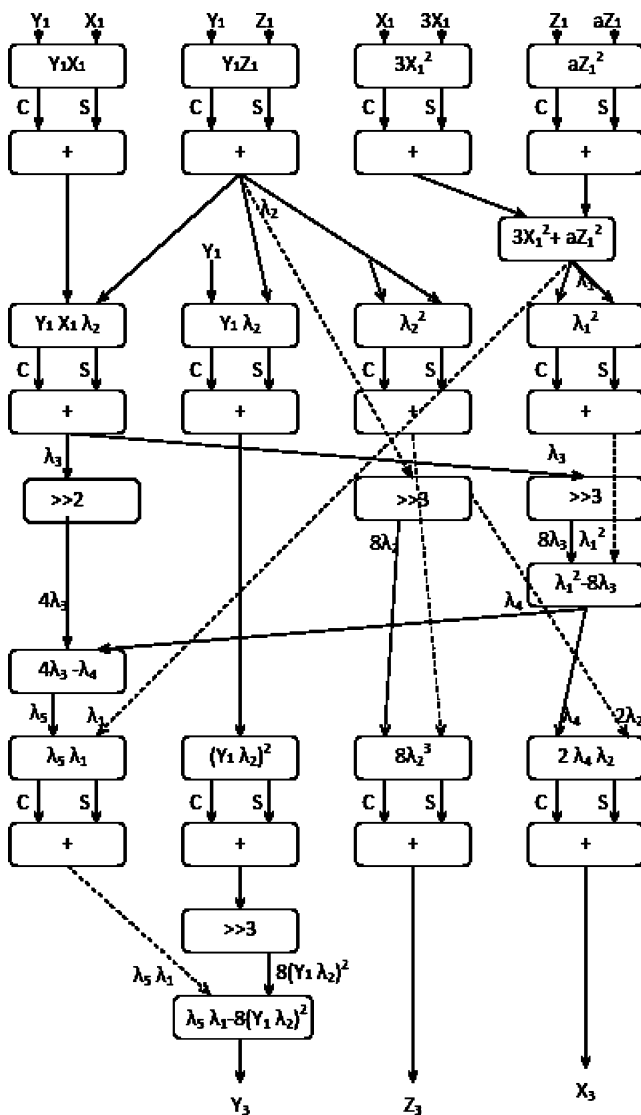 Y₁ X₁ Y₁ Z₁ X₁ 3X₁ Z₁ aZ₁
Y₁X₁ Y₁Z₁ 3X₁² aZ₁²
C S C S C S C S
+ + + +
λ₂
3X₁²+ aZ₁²
Y₁
λ₁
Y₁ X₁ λ₂ Y₁ λ₂ λ₂² λ₁²
C S C S C S C S
+ + + +
λ₃ λ₃
>>2 >>3 >>3
8λ₂ 8λ₃ λ₁²
λ₁²-8λ₃
4λ₃ λ₄
4λ₃ -λ₄
λ₅ λ₁ λ₄ 2λ₂
λ₅ λ₁ (Y₁ λ₂)² 8λ₂³ 2 λ₄ λ₂
C S C S C S C S
+ + + +
>>3
λ₅ λ₁ 8(Y₁ λ₂)²
λ₅ λ₁-8(Y₁ λ₂)²
Y₃ Z₃ X₃